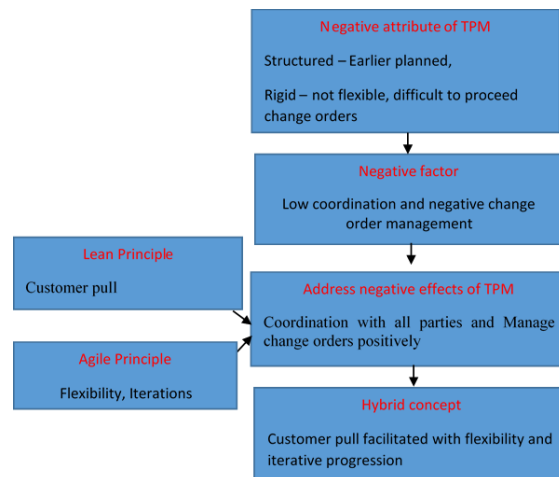 Negative attribute of TPM
Structured – Earlier planned,
Rigid – not flexible, difficult to proceed
change orders
Negative factor
Low coordination and negative change
order management
Lean Principle
Customer pull
Address negative effects of TPM
Coordination with all parties and Manage
change orders positively
Agile Principle
Flexibility, Iterations
Hybrid concept
Customer pull facilitated with flexibility and
iterative progression